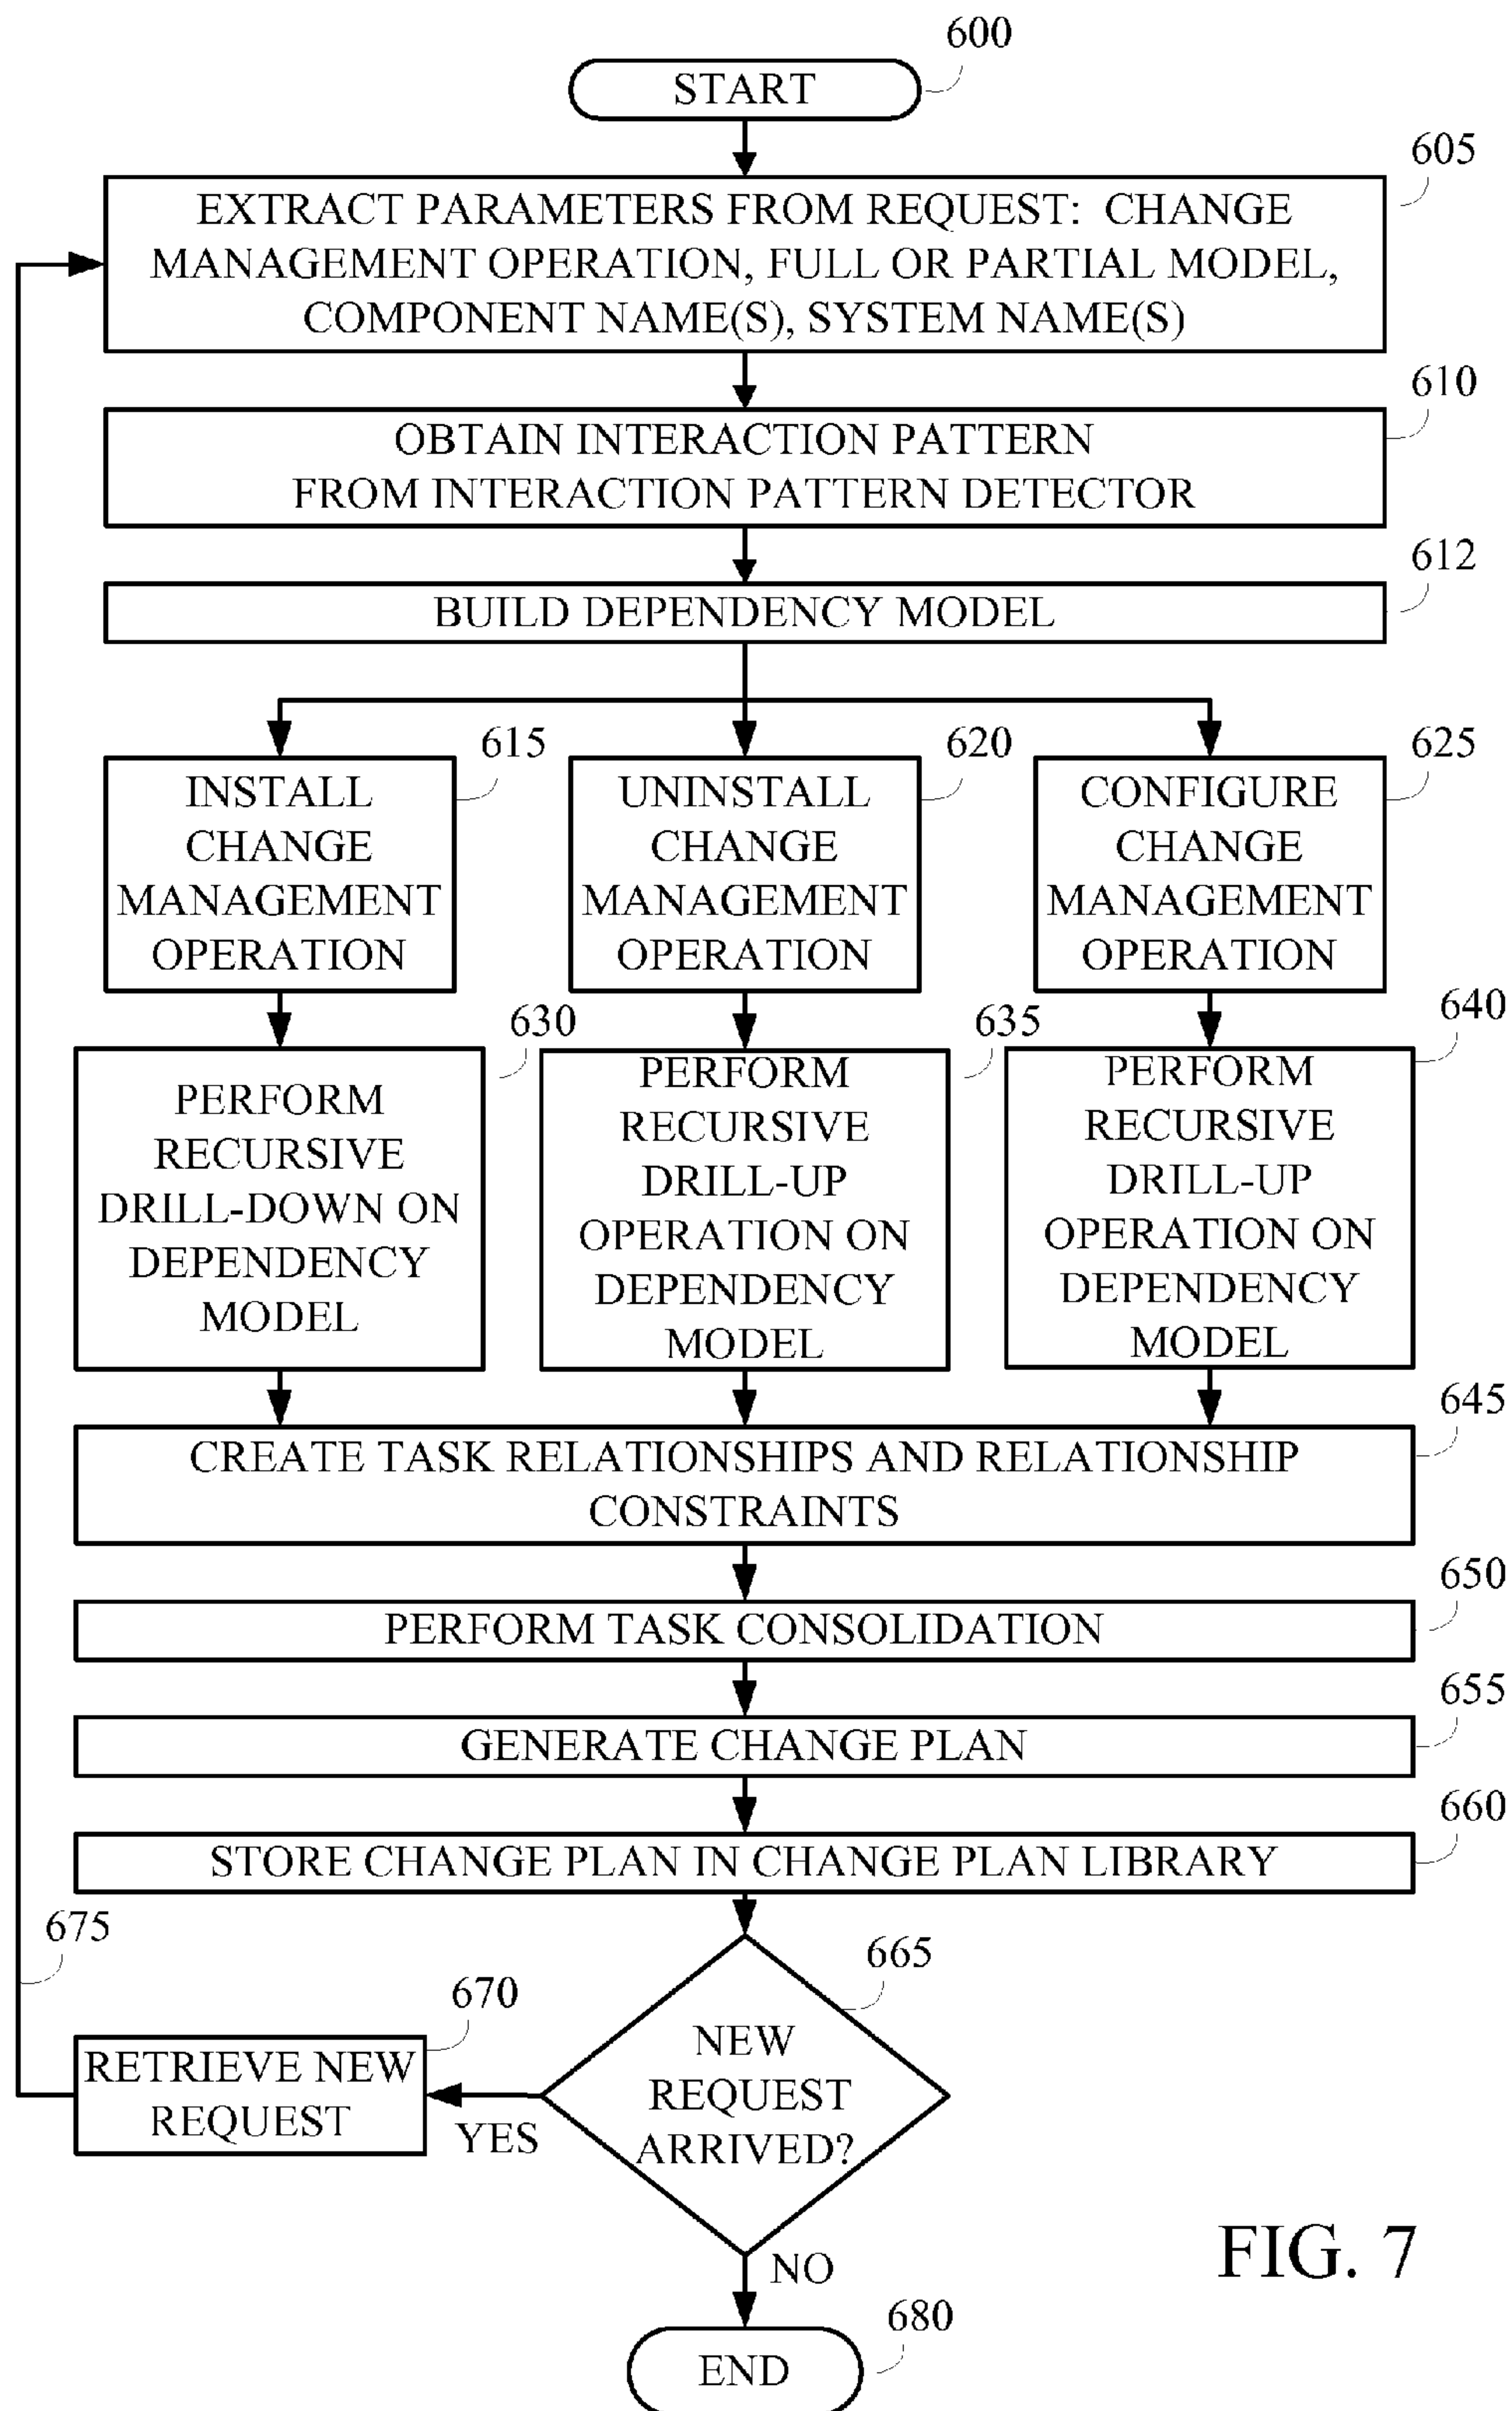 600
START
605
EXTRACT PARAMETERS FROM REQUEST: CHANGE
MANAGEMENT OPERATION, FULL OR PARTIAL MODEL,
COMPONENT NAME(S), SYSTEM NAME(S)
610
OBTAIN INTERACTION PATTERN
FROM INTERACTION PATTERN DETECTOR
612
BUILD DEPENDENCY MODEL
615
INSTALL
CHANGE
MANAGEMENT
OPERATION
620
UNINSTALL
CHANGE
MANAGEMENT
OPERATION
625
CONFIGURE
CHANGE
MANAGEMENT
OPERATION
630
PERFORM
RECURSIVE
DRILL-DOWN ON
DEPENDENCY
MODEL
635
PERFORM
RECURSIVE
DRILL-UP
OPERATION ON
DEPENDENCY
MODEL
640
PERFORM
RECURSIVE
DRILL-UP
OPERATION ON
DEPENDENCY
MODEL
645
CREATE TASK RELATIONSHIPS AND RELATIONSHIP
CONSTRAINTS
650
PERFORM TASK CONSOLIDATION
655
GENERATE CHANGE PLAN
660
STORE CHANGE PLAN IN CHANGE PLAN LIBRARY
675
665
NEW
REQUEST
ARRIVED?
670
RETRIEVE NEW
REQUEST
YES
NO
680
END
FIG. 7